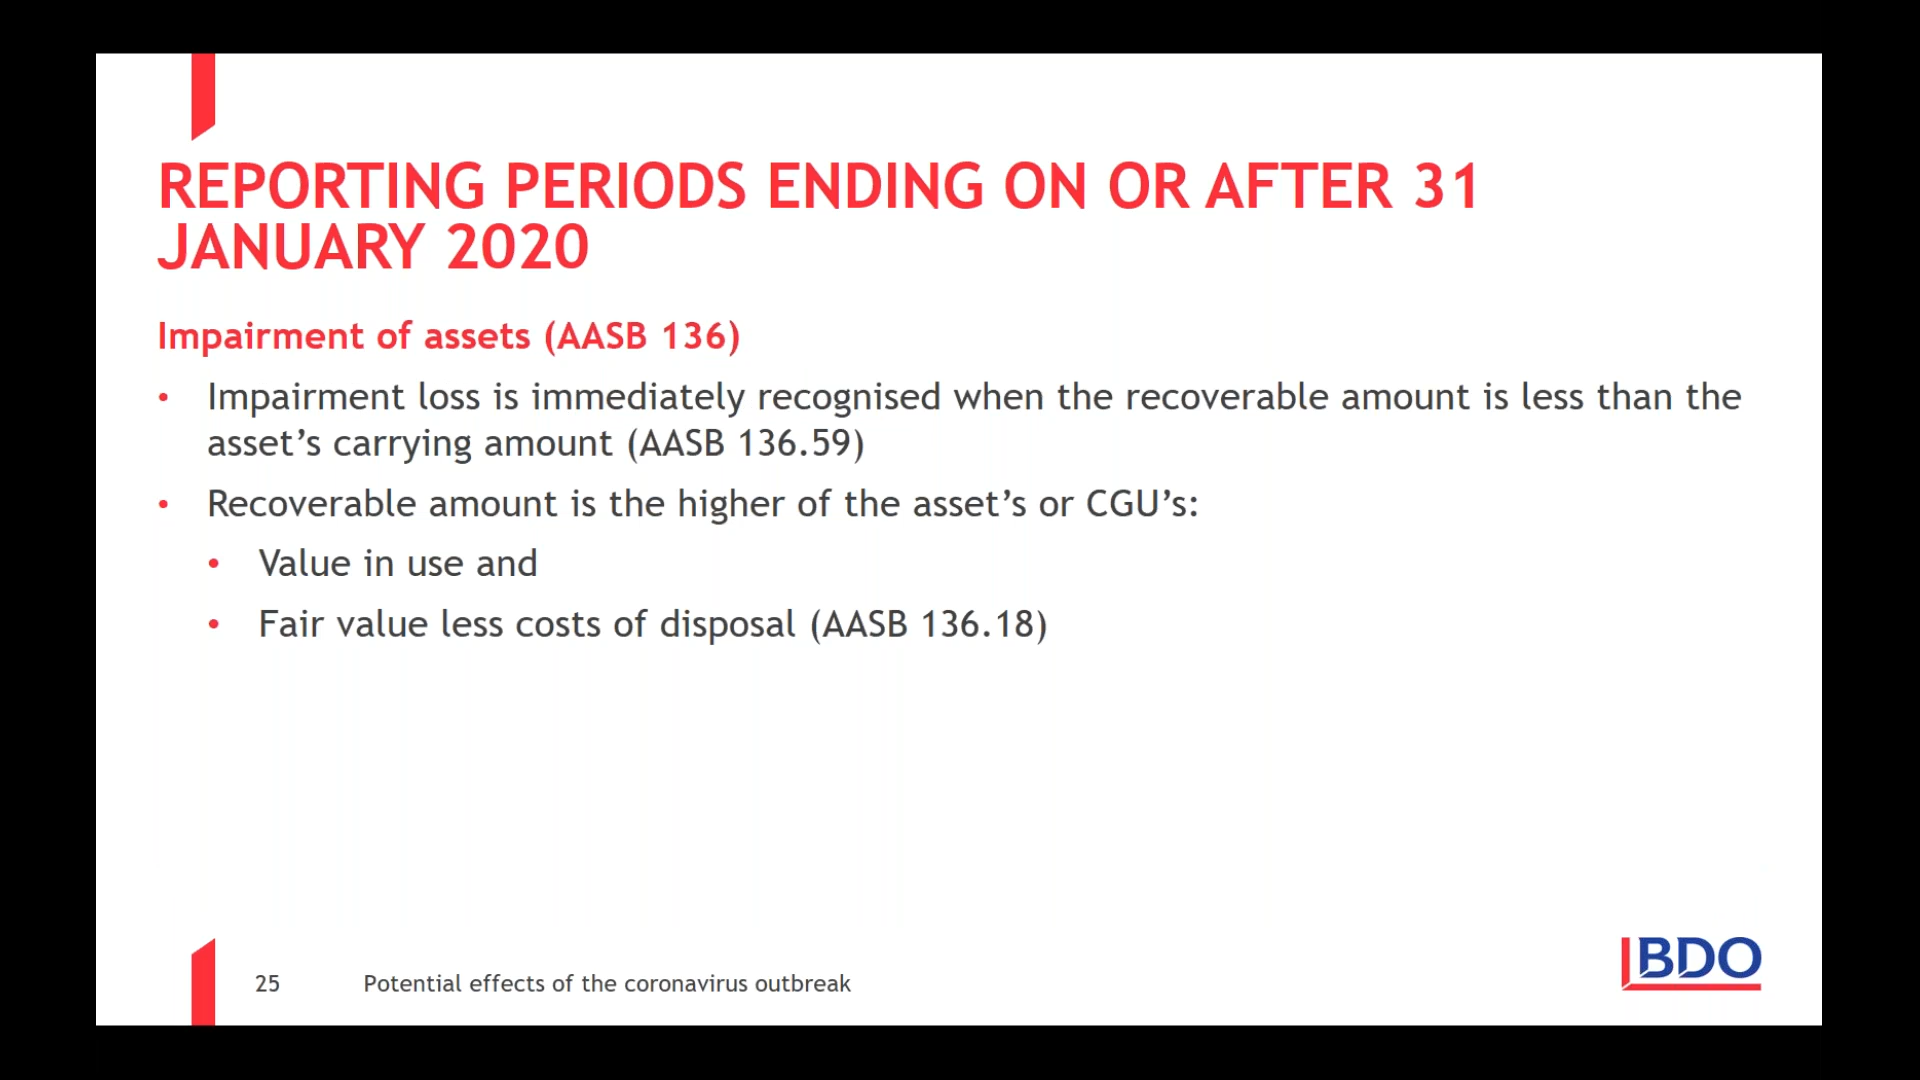 REPORTING PERIODS ENDING ON OR AFTER 31
JANUARY 2020
Impairment of assets (AASB 136)
• Impairment loss is immediately recognised when the recoverable amount is less than the
asset’s carrying amount (AASB 136.59)
• Recoverable amount is the higher of the asset’s or CGU’s:
• Value in use and
• Fair value less costs of disposal (AASB 136.18)
25 Potential effects of the coronavirus outbreak
BDO